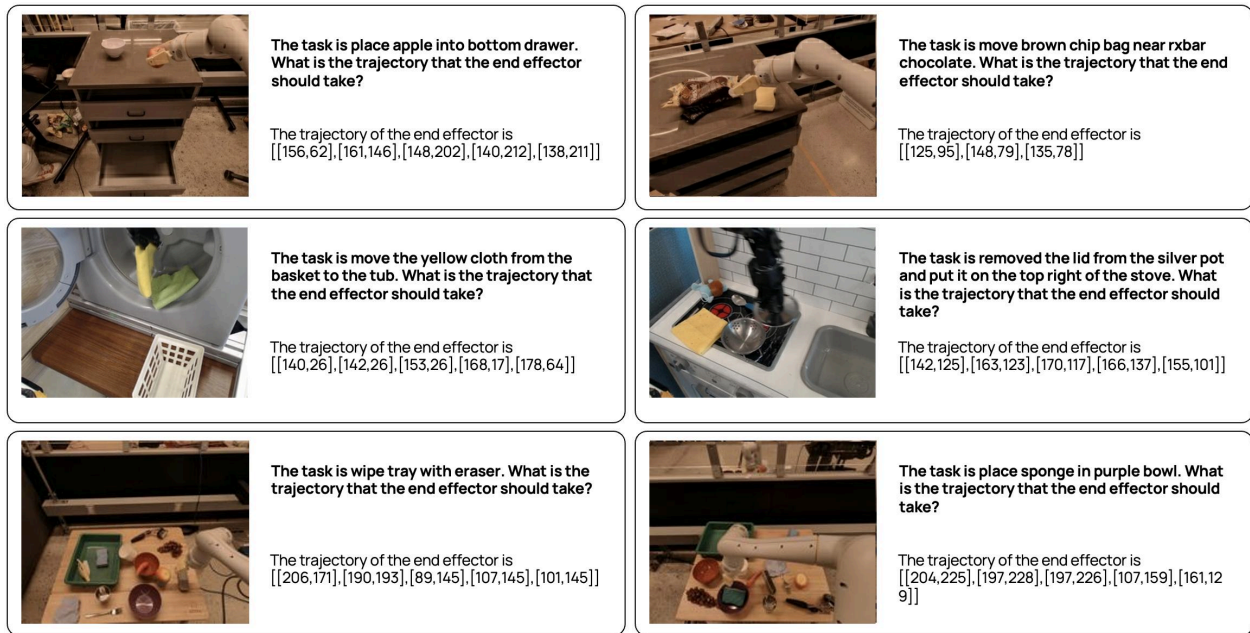 The task is place apple into bottom drawer.
What is the trajectory that the end effector
should take?
The trajectory of the end effector is
[[156,62],[161,146],[148,202],[140,212],[138,211]]
The task is move brown chip bag near rxbar
chocolate. What is the trajectory that the end
effector should take?
The trajectory of the end effector is
[[125,95],[148,79],[135,78]]
The task is move the yellow cloth from the
basket to the tub. What is the trajectory that
the end effector should take?
The trajectory of the end effector is
[[140,26],[142,26],[153,26],[168,17],[178,64]]
The task is removed the lid from the silver pot
and put it on the top right of the stove. What
is the trajectory that the end effector should
take?
The trajectory of the end effector is
[[142,125],[163,123],[170,117],[166,137],[155,101]]
The task is wipe tray with eraser. What is the
trajectory that the end effector should take?
The trajectory of the end effector is
[[206,171],[190,193],[89,145],[107,145],[101,145]]
The task is place sponge in purple bowl. What
is the trajectory that the end effector should
take?
The trajectory of the end effector is
[[204,225],[197,228],[197,226],[107,159],[161,12
9]]